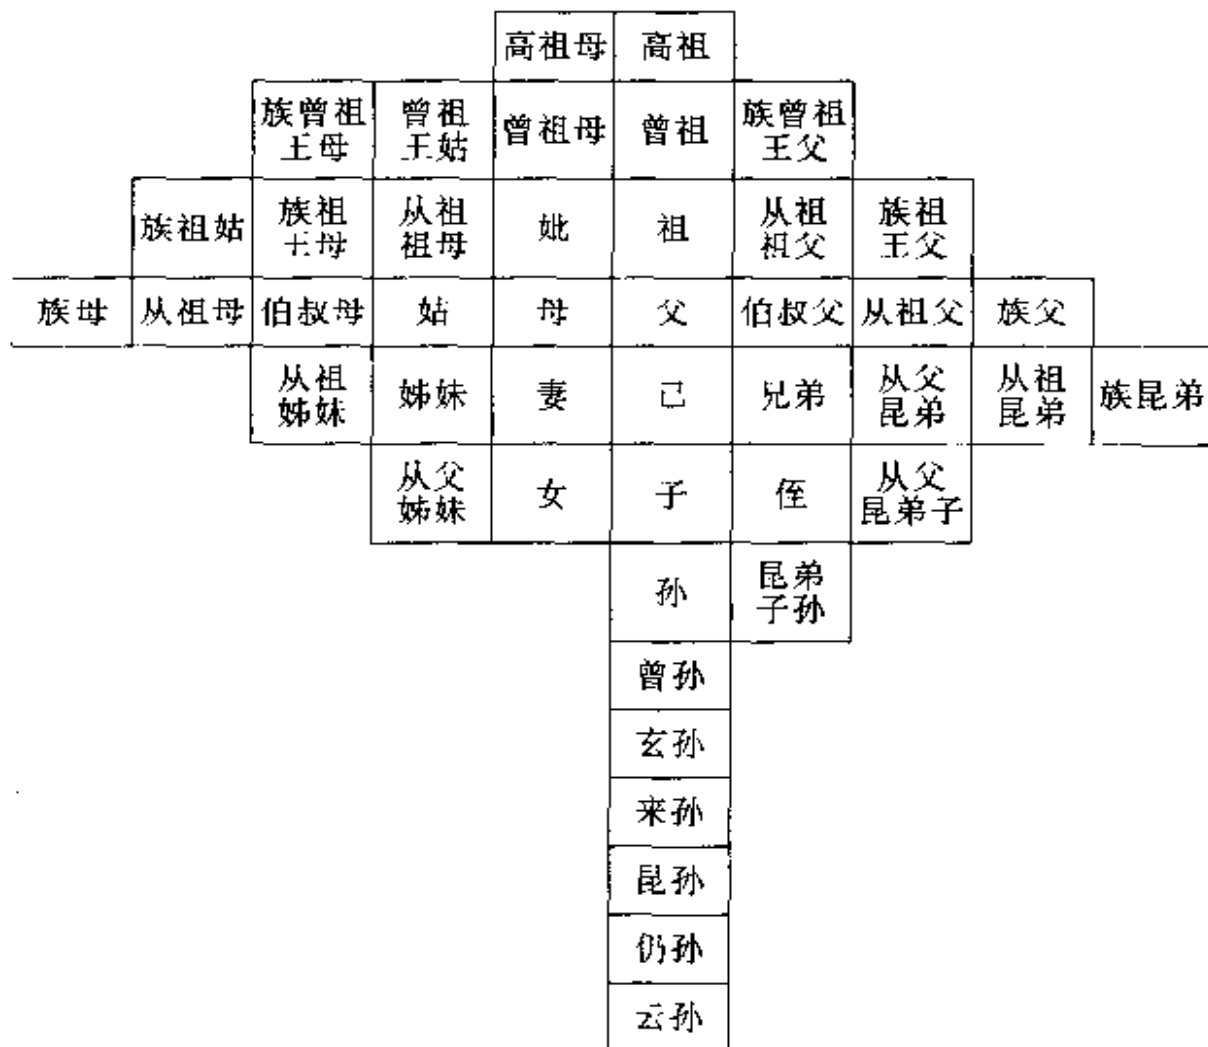 高祖母 高祖
族曾祖王母 曾祖王姑 曾祖母 曾祖 族曾祖王父
族祖姑 族祖王母 从祖祖母 妣 祖 从祖祖父 族祖王父
族母 从祖母 伯叔母 姑 母 父 伯叔父 从祖父 族父
从祖姊妹 姊妹 妻 己 兄弟 从父昆弟 从祖昆弟 族昆弟
从父姊妹 女 子 侄 从父昆弟子
孙 昆弟子孙
曾孙
玄孙
来孙
昆孙
仍孙
云孙